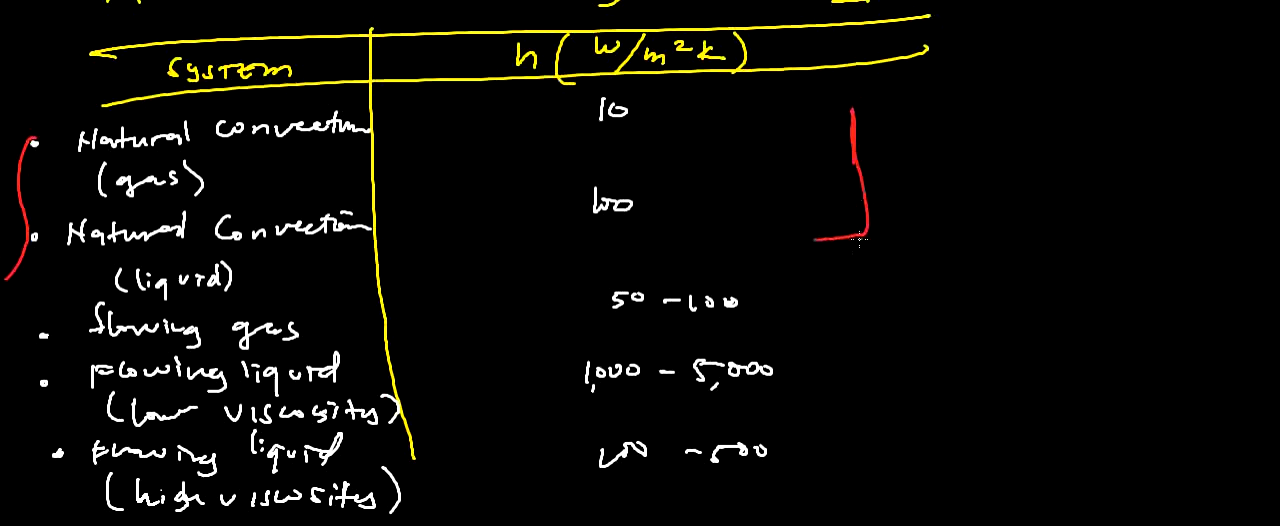 SYSTEM h (W/m²K)
• Natural Convection 10
(gas)
• Natural Convection 100
(liquid)
• flowing gas 50 - 100
• flowing liquid 1,000 - 5,000
(low viscosity)
• flowing liquid 100 - 500
(high viscosity)